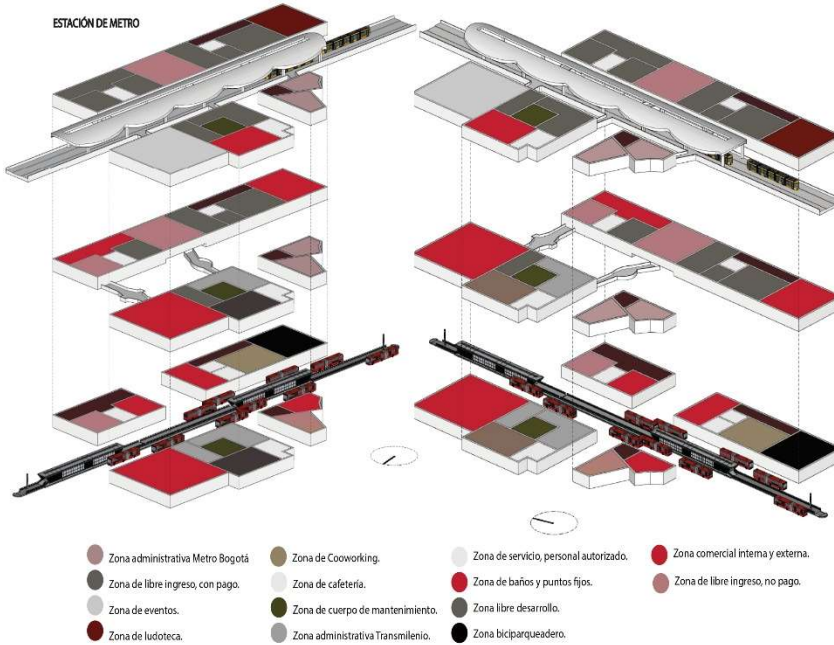 ESTACIÓN DE METRO
Zona administrativa Metro Bogotá
Zona de libre ingreso, con pago.
Zona de eventos.
Zona de ludoteca.
Zona de Cooworking.
Zona de cafetería.
Zona de cuerpo de mantenimiento.
Zona administrativa Transmilenio.
Zona de servicio, personal autorizado.
Zona de baños y puntos fijos.
Zona libre desarrollo.
Zona biciparqueadero.
Zona comercial interna y externa.
Zona de libre ingreso, no pago.